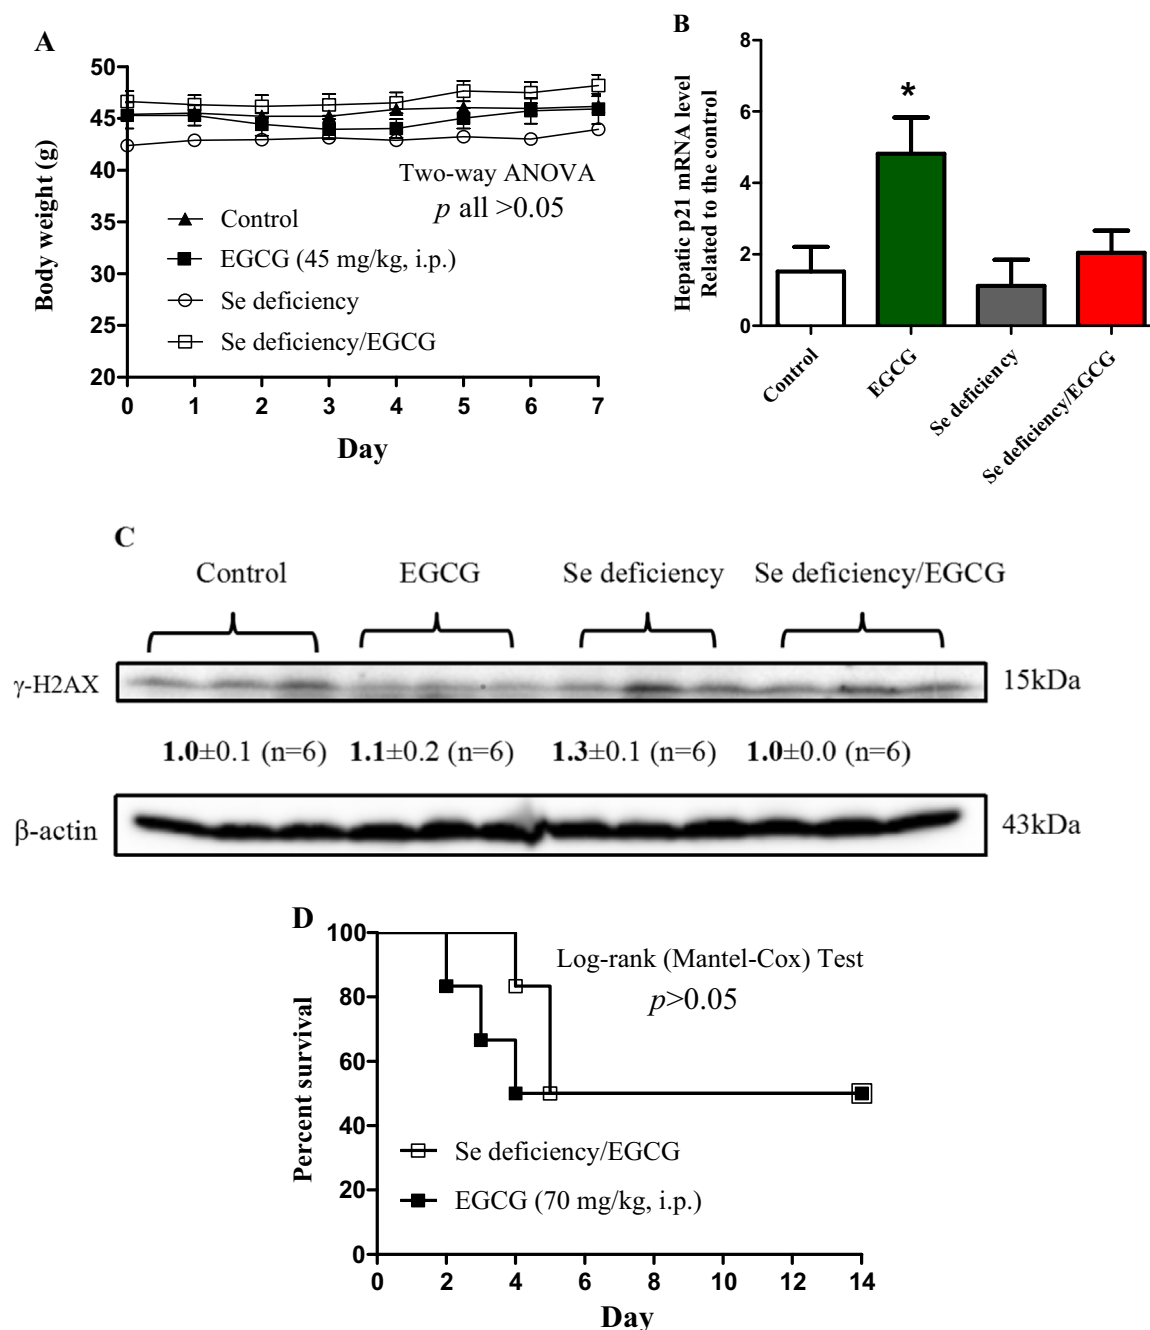 A
50
45
40
35
30
25
20
Body weight (g)
Two-way ANOVA
p all >0.05
Control
EGCG (45 mg/kg, i.p.)
Se deficiency
Se deficiency/EGCG
0 1 2 3 4 5 6 7
Day
B
8
6
4
2
0
Hepatic p21 mRNA level
Related to the control
*
Control
EGCG
Se deficiency
Se deficiency/EGCG
C
Control EGCG Se deficiency Se deficiency/EGCG
γ-H2AX 15kDa
1.0±0.1 (n=6) 1.1±0.2 (n=6) 1.3±0.1 (n=6) 1.0±0.0 (n=6)
β-actin 43kDa
D
100
80
60
40
20
0
Percent survival
Log-rank (Mantel-Cox) Test
p>0.05
Se deficiency/EGCG
EGCG (70 mg/kg, i.p.)
0 2 4 6 8 10 12 14
Day